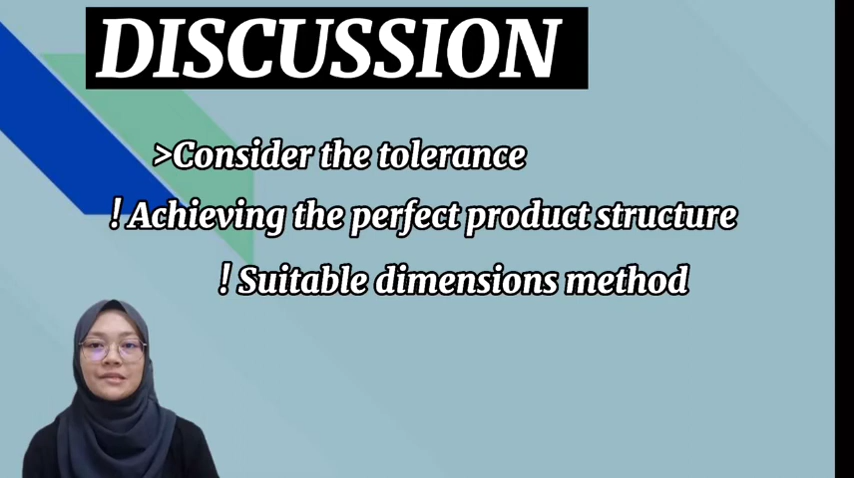 DISCUSSION
>Consider the tolerance
! Achieving the perfect product structure
! Suitable dimensions method